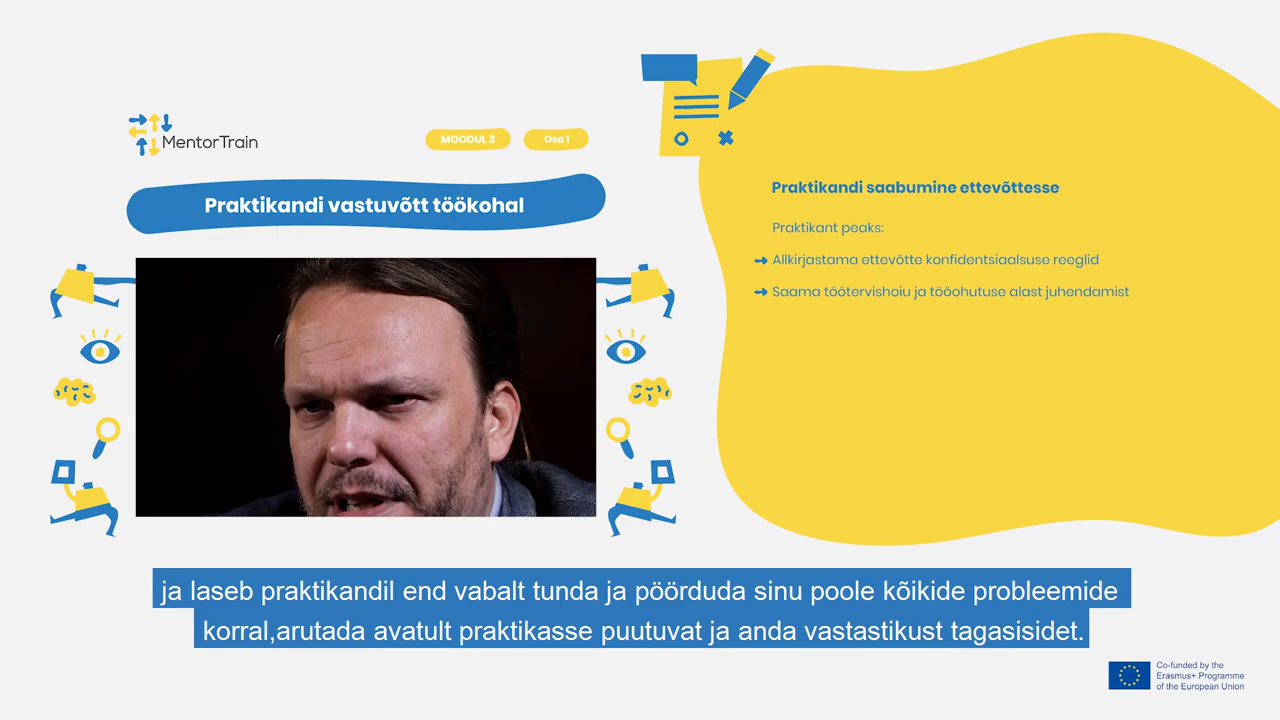 MentorTrain
MOODUL 3
Osa 1
Praktikandi vastuvõtt töökohal
Praktikandi saabumine ettevõttesse
Praktikant peaks:
Allkirjastama ettevõtte konfidentsiaalsuse reeglid
Saama töötervishoiu ja tööohutuse alast juhendamist
ja laseb praktikandil end vabalt tunda ja pöörduda sinu poole kõikide probleemide
korral,arutada avatult praktikasse puutuvat ja anda vastastikust tagasisidet.
Co-funded by the
Erasmus+ Programme
of the European Union